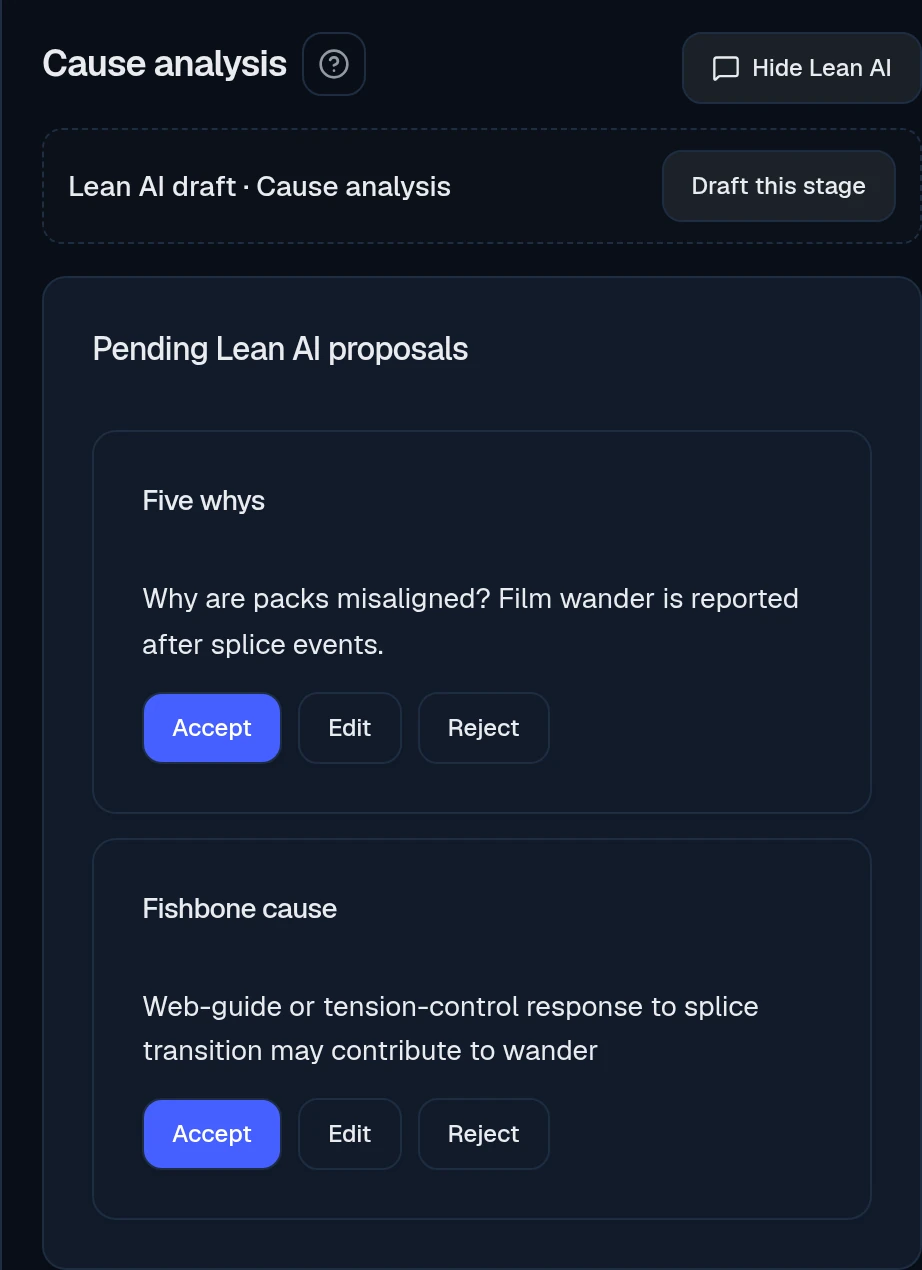 Cause analysis
Hide Lean AI
Lean AI draft · Cause analysis
Draft this stage
Pending Lean AI proposals
Five whys
Why are packs misaligned? Film wander is reported
after splice events.
Accept
Edit
Reject
Fishbone cause
Web-guide or tension-control response to splice
transition may contribute to wander
Accept
Edit
Reject